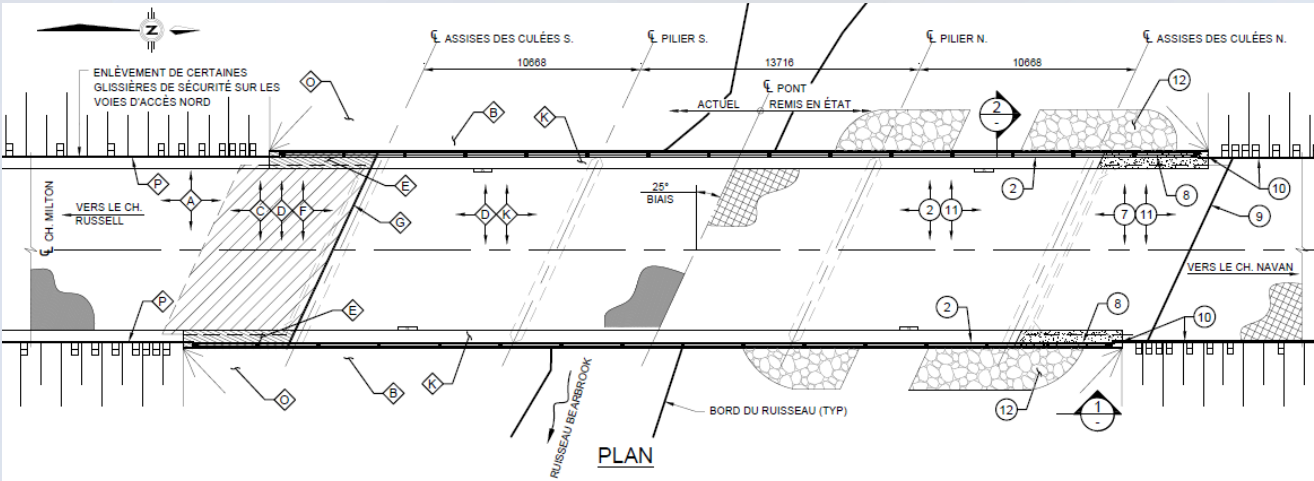 Z
℄ ASSISES DES CULÉES S.
℄ PILIER S.
℄ PILIER N.
℄ ASSISES DES CULÉES N.
10668
13716
10668
ENLÈVEMENT DE CERTAINES
GLISSIÈRES DE SÉCURITÉ SUR LES
VOIES D'ACCÈS NORD
℄ PONT
ACTUEL
REMIS EN ÉTAT
O
B
K
2
-
12
P
E
2
8
10
A
VERS LE CH.
RUSSELL
C D F
G
D K
25°
BIAIS
2 11
7 11
9
℄ CH. MILTON
VERS LE CH. NAVAN
P
E
2
8
10
O
B
K
RUISSEAU BEARBROOK
BORD DU RUISSEAU (TYP)
12
1
-
PLAN